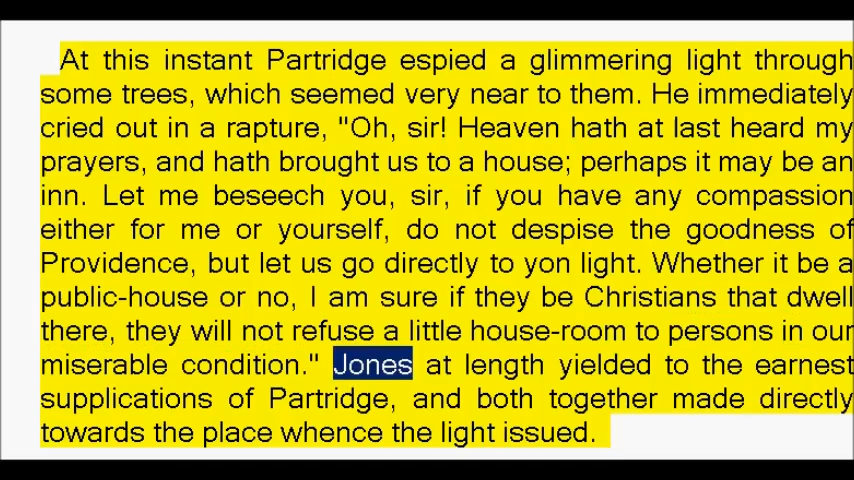 At this instant Partridge espied a glimmering light through
some trees, which seemed very near to them. He immediately
cried out in a rapture, "Oh, sir! Heaven hath at last heard my
prayers, and hath brought us to a house; perhaps it may be an
inn. Let me beseech you, sir, if you have any compassion
either for me or yourself, do not despise the goodness of
Providence, but let us go directly to yon light. Whether it be a
public-house or no, I am sure if they be Christians that dwell
there, they will not refuse a little house-room to persons in our
miserable condition." Jones at length yielded to the earnest
supplications of Partridge, and both together made directly
towards the place whence the light issued.